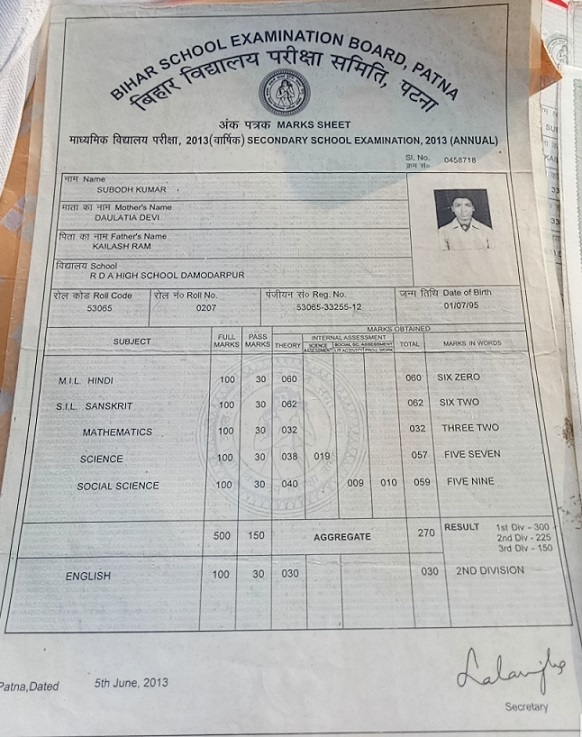 BIHAR SCHOOL EXAMINATION BOARD, PATNA
बिहार विद्यालय परीक्षा समिति, पटना
अंक पत्रक MARKS SHEET
माध्यमिक विद्यालय परीक्षा, 2013(वार्षिक) SECONDARY SCHOOL EXAMINATION, 2013 (ANNUAL)
Sl. No. 0458718
क्रम सं०
नाम Name
SUBODH KUMAR
माता का नाम Mother's Name
DAULATIA DEVI
पिता का नाम Father's Name
KAILASH RAM
विद्यालय School
R D A HIGH SCHOOL DAMODARPUR
रोल कोड Roll Code रोल नं० Roll No. पंजीयन सं० Reg. No. जन्म तिथि Date of Birth
53065 0207 53065-33255-12 01/07/95
MARKS OBTAINED
SUBJECT FULL MARKS PASS MARKS THEORY INTERNAL ASSESSMENT TOTAL MARKS IN WORDS
M.I.L. HINDI 100 30 060 060 SIX ZERO
S.I.L. SANSKRIT 100 30 062 062 SIX TWO
MATHEMATICS 100 30 032 032 THREE TWO
SCIENCE 100 30 038 019 057 FIVE SEVEN
SOCIAL SCIENCE 100 30 040 009 010 059 FIVE NINE
500 150 AGGREGATE 270 RESULT 1st Div - 300
2nd Div - 225
3rd Div - 150
ENGLISH 100 30 030 030 2ND DIVISION
Patna,Dated 5th June, 2013
Secretary